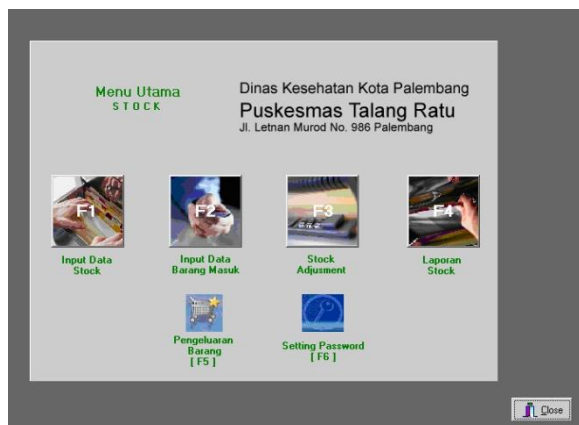 Menu Utama
STOCK
Dinas Kesehatan Kota Palembang
Puskesmas Talang Ratu
Jl. Letnan Murod No. 986 Palembang
F1
F2
F3
F4
Input Data
Stock
Input Data
Barang Masuk
Stock
Adjusment
Laporan
Stock
Pengeluaran
Barang
[ F5 ]
Setting Password
[ F6 ]
Close